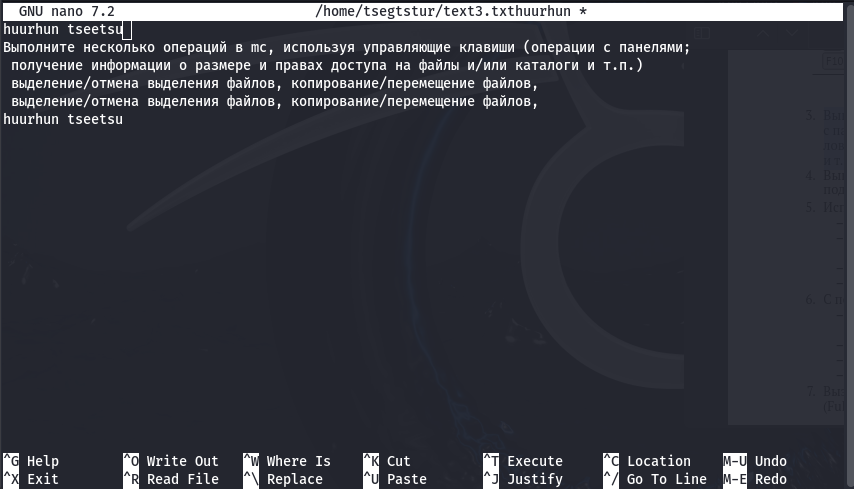 GNU nano 7.2 /home/tsegtstur/text3.txthuurhun *
huurhun tseetsu
Выполните несколько операций в mc, используя управляющие клавиши (операции с панелями;
получение информации о размере и правах доступа на файлы и/или каталоги и т.п.)
выделение/отмена выделения файлов, копирование/перемещение файлов,
выделение/отмена выделения файлов, копирование/перемещение файлов,
huurhun tseetsu
^G Help ^O Write Out ^W Where Is ^K Cut ^T Execute ^C Location M-U Undo
^X Exit ^R Read File ^\ Replace ^U Paste ^J Justify ^/ Go To Line M-E Redo